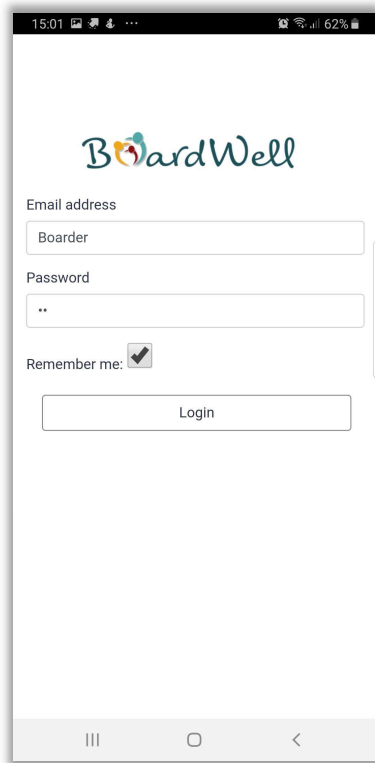 15:01 62%
BoardWell
Email address
Boarder
Password
••
Remember me:
Login